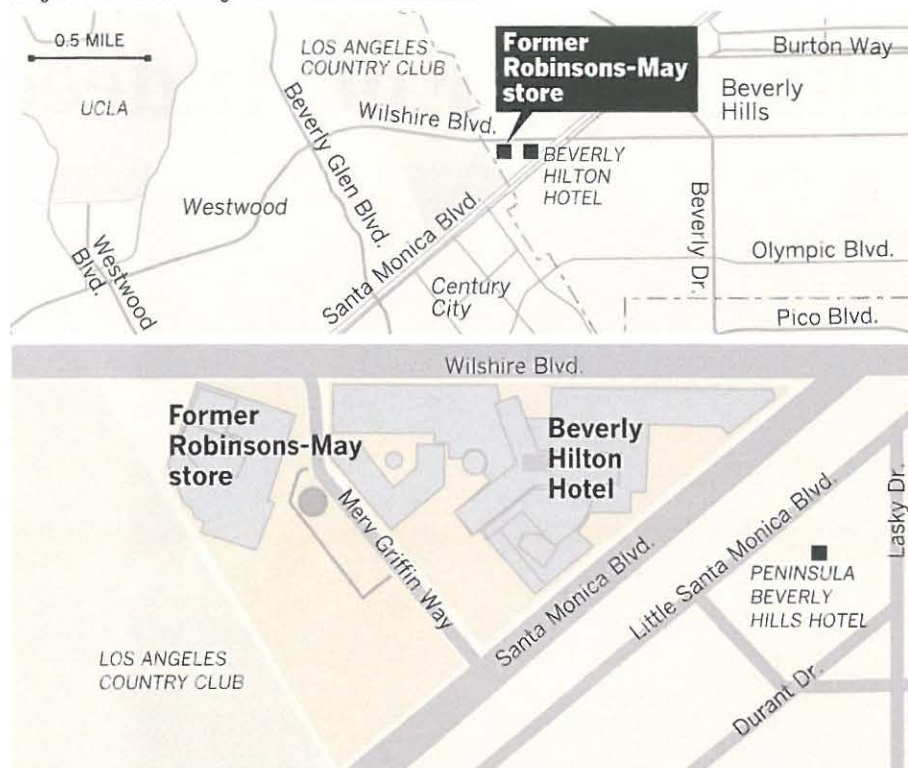 0.5 MILE
UCLA
LOS ANGELES
COUNTRY CLUB
Former
Robinsons-May
store
Burton Way
Beverly
Hills
Wilshire Blvd.
Beverly Glen Blvd.
BEVERLY
HILTON
HOTEL
Westwood
Westwood
Blvd.
Santa Monica Blvd.
Century
City
Beverly Dr.
Olympic Blvd.
Pico Blvd.
Wilshire Blvd.
Former
Robinsons-May
store
Beverly
Hilton
Hotel
Merv Griffin Way
Santa Monica Blvd.
Little Santa Monica Blvd.
Lasky Dr.
PENINSULA
BEVERLY
HILLS HOTEL
LOS ANGELES
COUNTRY CLUB
Durant Dr.